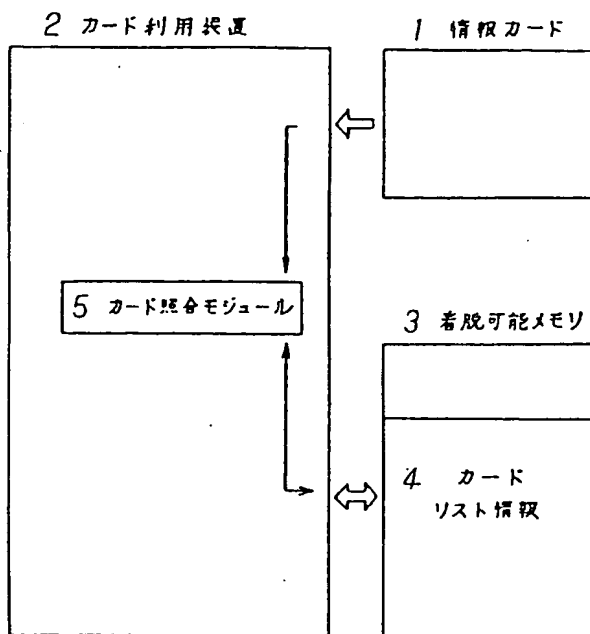 2 カード利用装置
1 情報カード
5 カード照合モジュール
3 着脱可能メモリ
4 カード
リスト情報